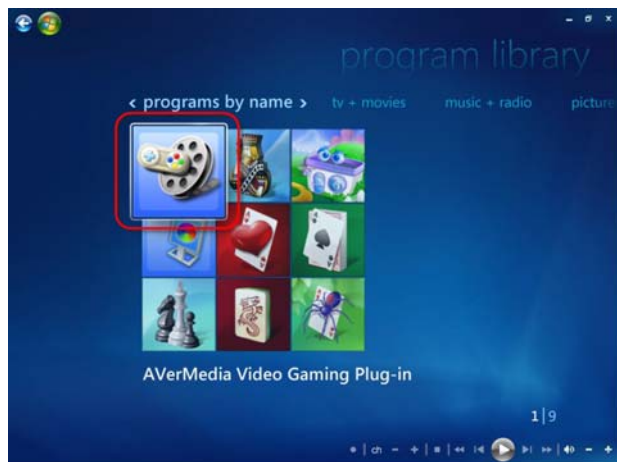 program library
< programs by name > tv + movies music + radio picture
AVerMedia Video Gaming Plug-in
1|9
ch - +